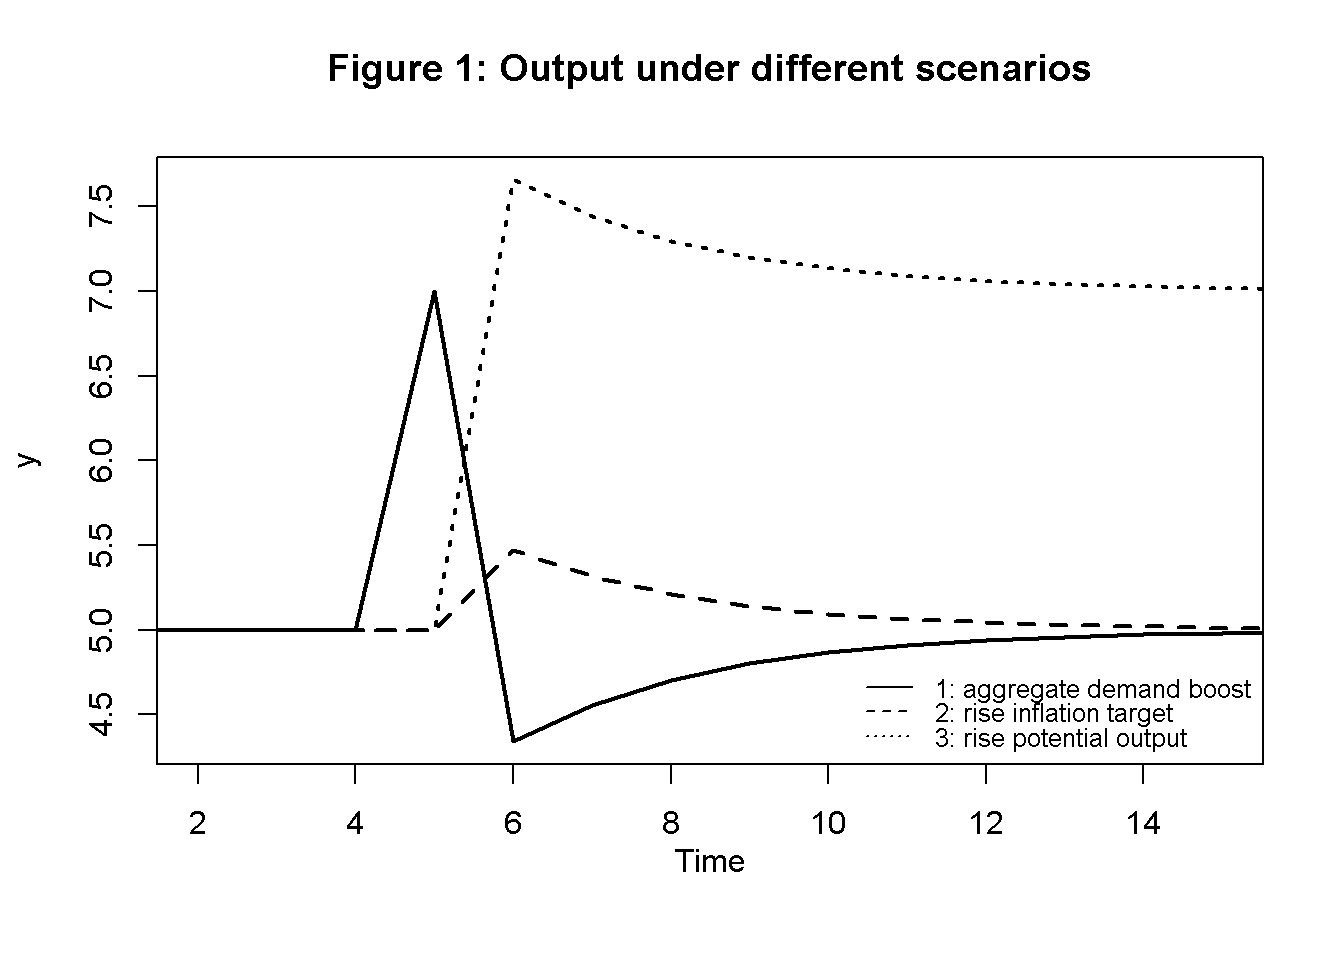 Figure 1: Output under different scenarios
7.5
7.0
6.5
6.0
5.5
5.0
4.5
y
1: aggregate demand boost
2: rise inflation target
3: rise potential output
2 4 6 8 10 12 14
Time